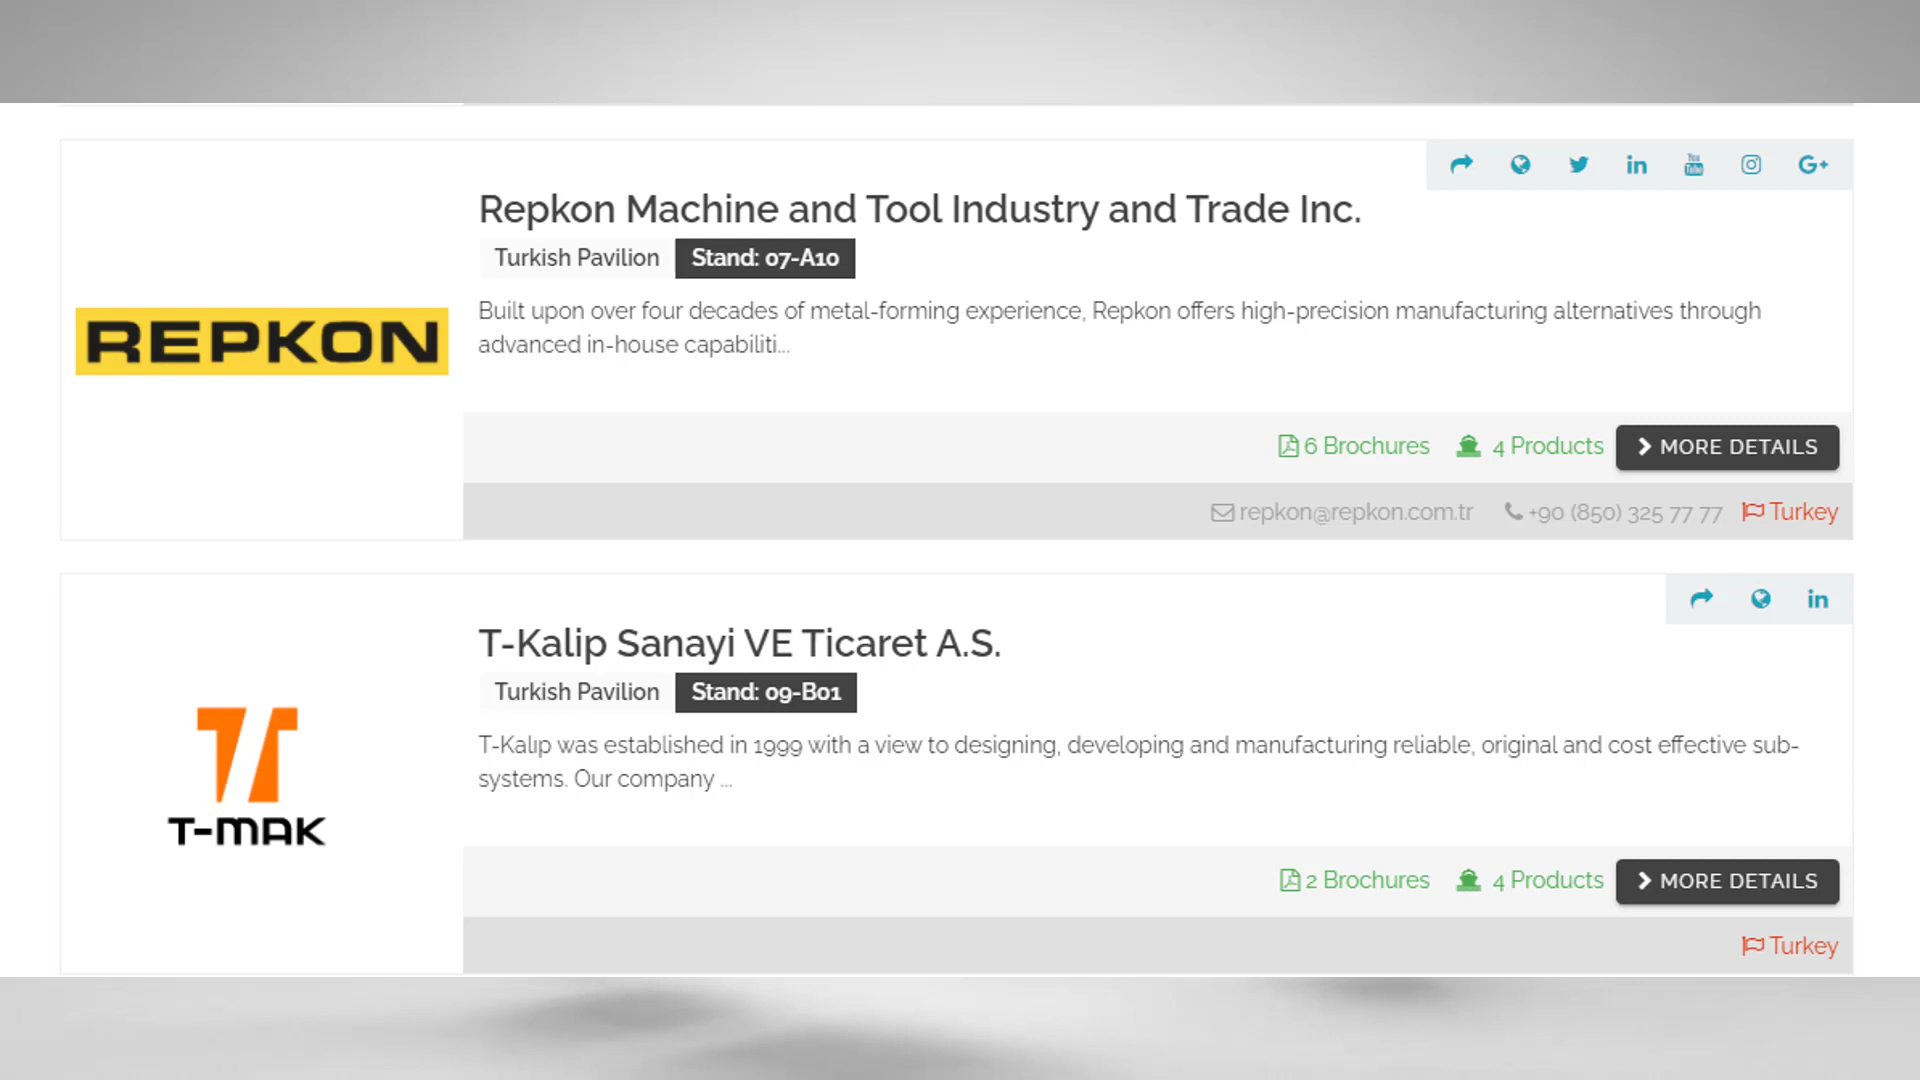 Repkon Machine and Tool Industry and Trade Inc.
Turkish Pavilion Stand: 07-A10
REPKON
Built upon over four decades of metal-forming experience, Repkon offers high-precision manufacturing alternatives through
advanced in-house capabiliti...
6 Brochures 4 Products MORE DETAILS
repkon@repkon.com.tr +90 (850) 325 77 77 Turkey
T-Kalip Sanayi VE Ticaret A.S.
Turkish Pavilion Stand: 09-B01
T-MAK
T-Kalıp was established in 1999 with a view to designing, developing and manufacturing reliable, original and cost effective sub-
systems. Our company ...
2 Brochures 4 Products MORE DETAILS
Turkey